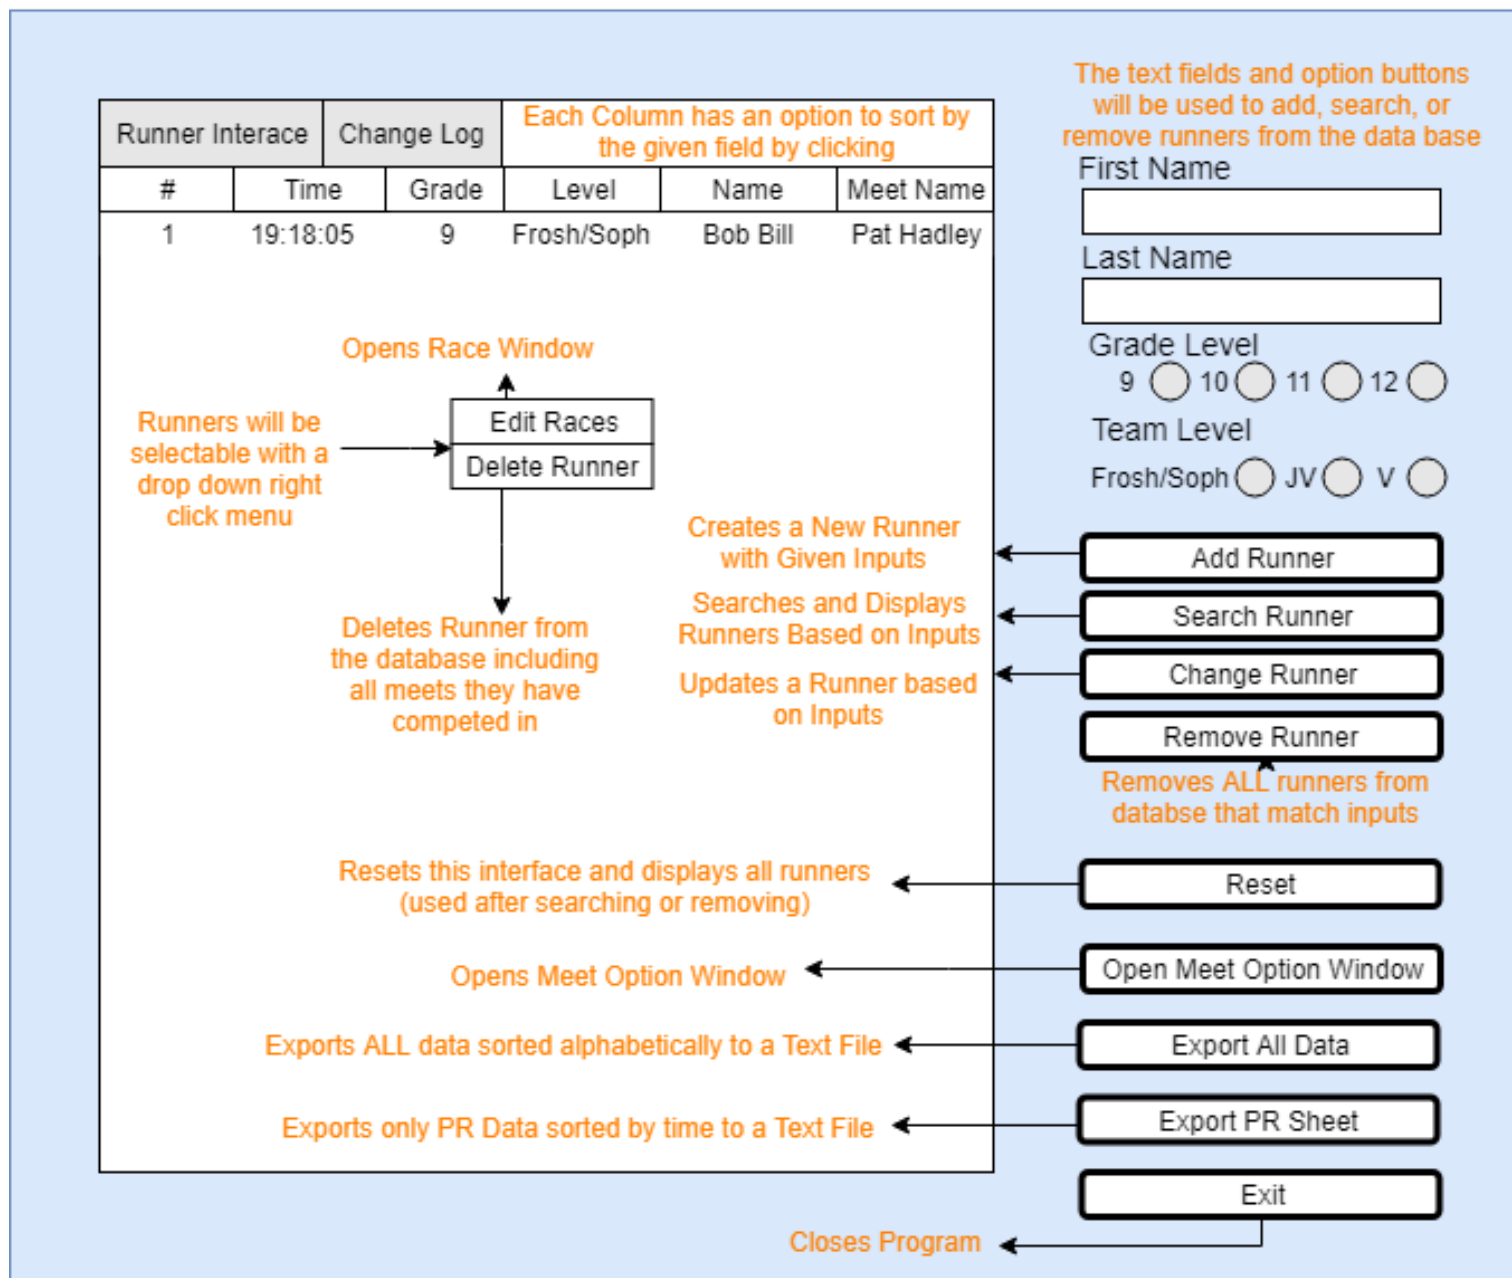 The text fields and option buttons
will be used to add, search, or
remove runners from the data base
Runner Interace
Change Log
Each Column has an option to sort by
the given field by clicking
# Time Grade Level Name Meet Name
1 19:18:05 9 Frosh/Soph Bob Bill Pat Hadley
First Name
Last Name
Grade Level
9 10 11 12
Team Level
Frosh/Soph JV V
Opens Race Window
Runners will be
selectable with a
drop down right
click menu
Edit Races
Delete Runner
Deletes Runner from
the database including
all meets they have
competed in
Creates a New Runner
with Given Inputs
Add Runner
Searches and Displays
Runners Based on Inputs
Search Runner
Updates a Runner based
on Inputs
Change Runner
Remove Runner
Removes ALL runners from
databse that match inputs
Resets this interface and displays all runners
(used after searching or removing)
Reset
Opens Meet Option Window
Open Meet Option Window
Exports ALL data sorted alphabetically to a Text File
Export All Data
Exports only PR Data sorted by time to a Text File
Export PR Sheet
Exit
Closes Program